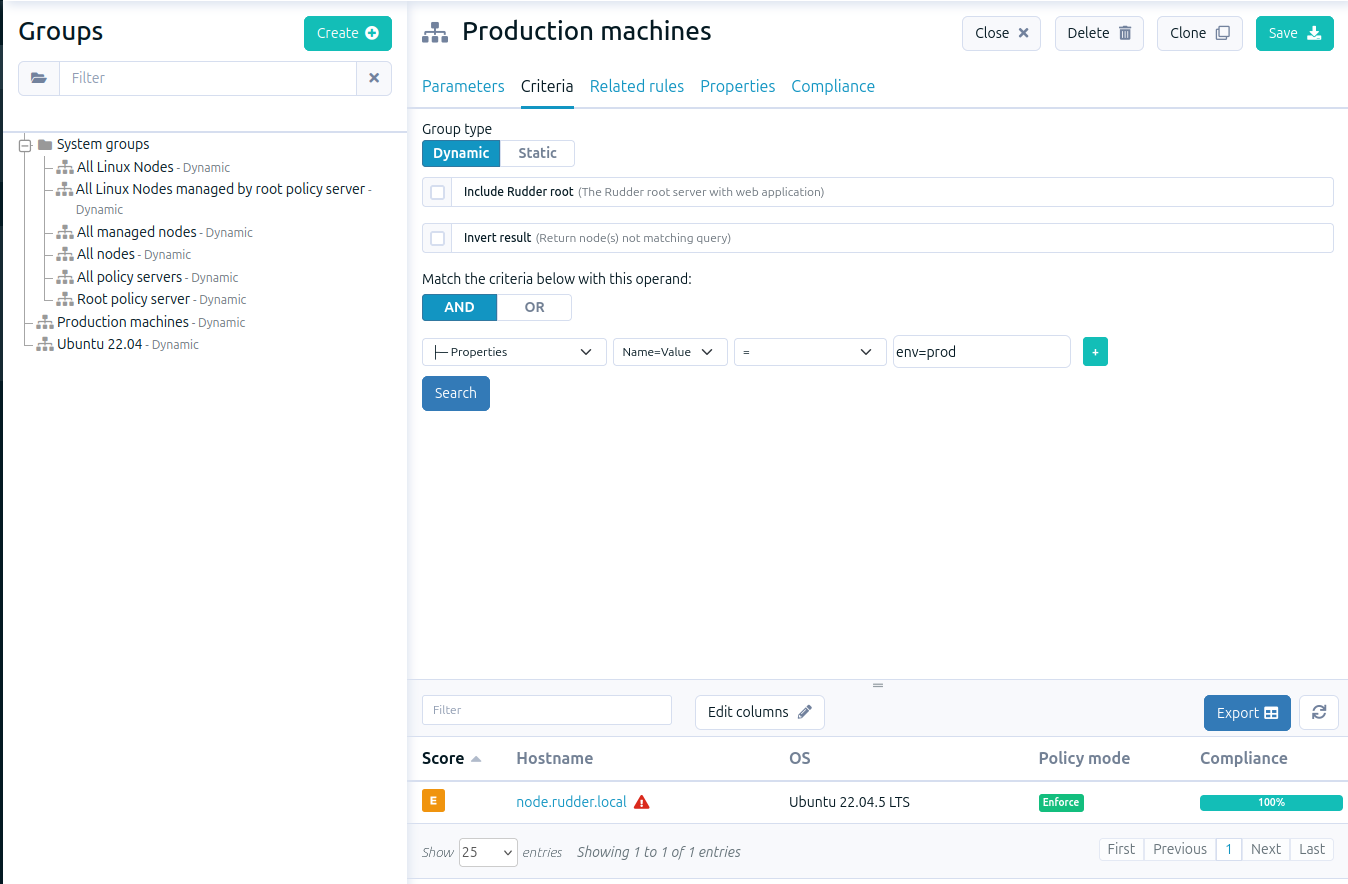 Groups
Create
Filter
System groups
All Linux Nodes - Dynamic
All Linux Nodes managed by root policy server -
Dynamic
All managed nodes - Dynamic
All nodes - Dynamic
All policy servers - Dynamic
Root policy server - Dynamic
Production machines - Dynamic
Ubuntu 22.04 - Dynamic
Production machines
Close Delete Clone Save
Parameters Criteria Related rules Properties Compliance
Group type
Dynamic Static
Include Rudder root (The Rudder root server with web application)
Invert result (Return node(s) not matching query)
Match the criteria below with this operand:
AND OR
├─ Properties Name=Value = env=prod +
Search
Filter Edit columns Export
Score Hostname OS Policy mode Compliance
E node.rudder.local Ubuntu 22.04.5 LTS Enforce 100%
Show 25 entries Showing 1 to 1 of 1 entries First Previous 1 Next Last